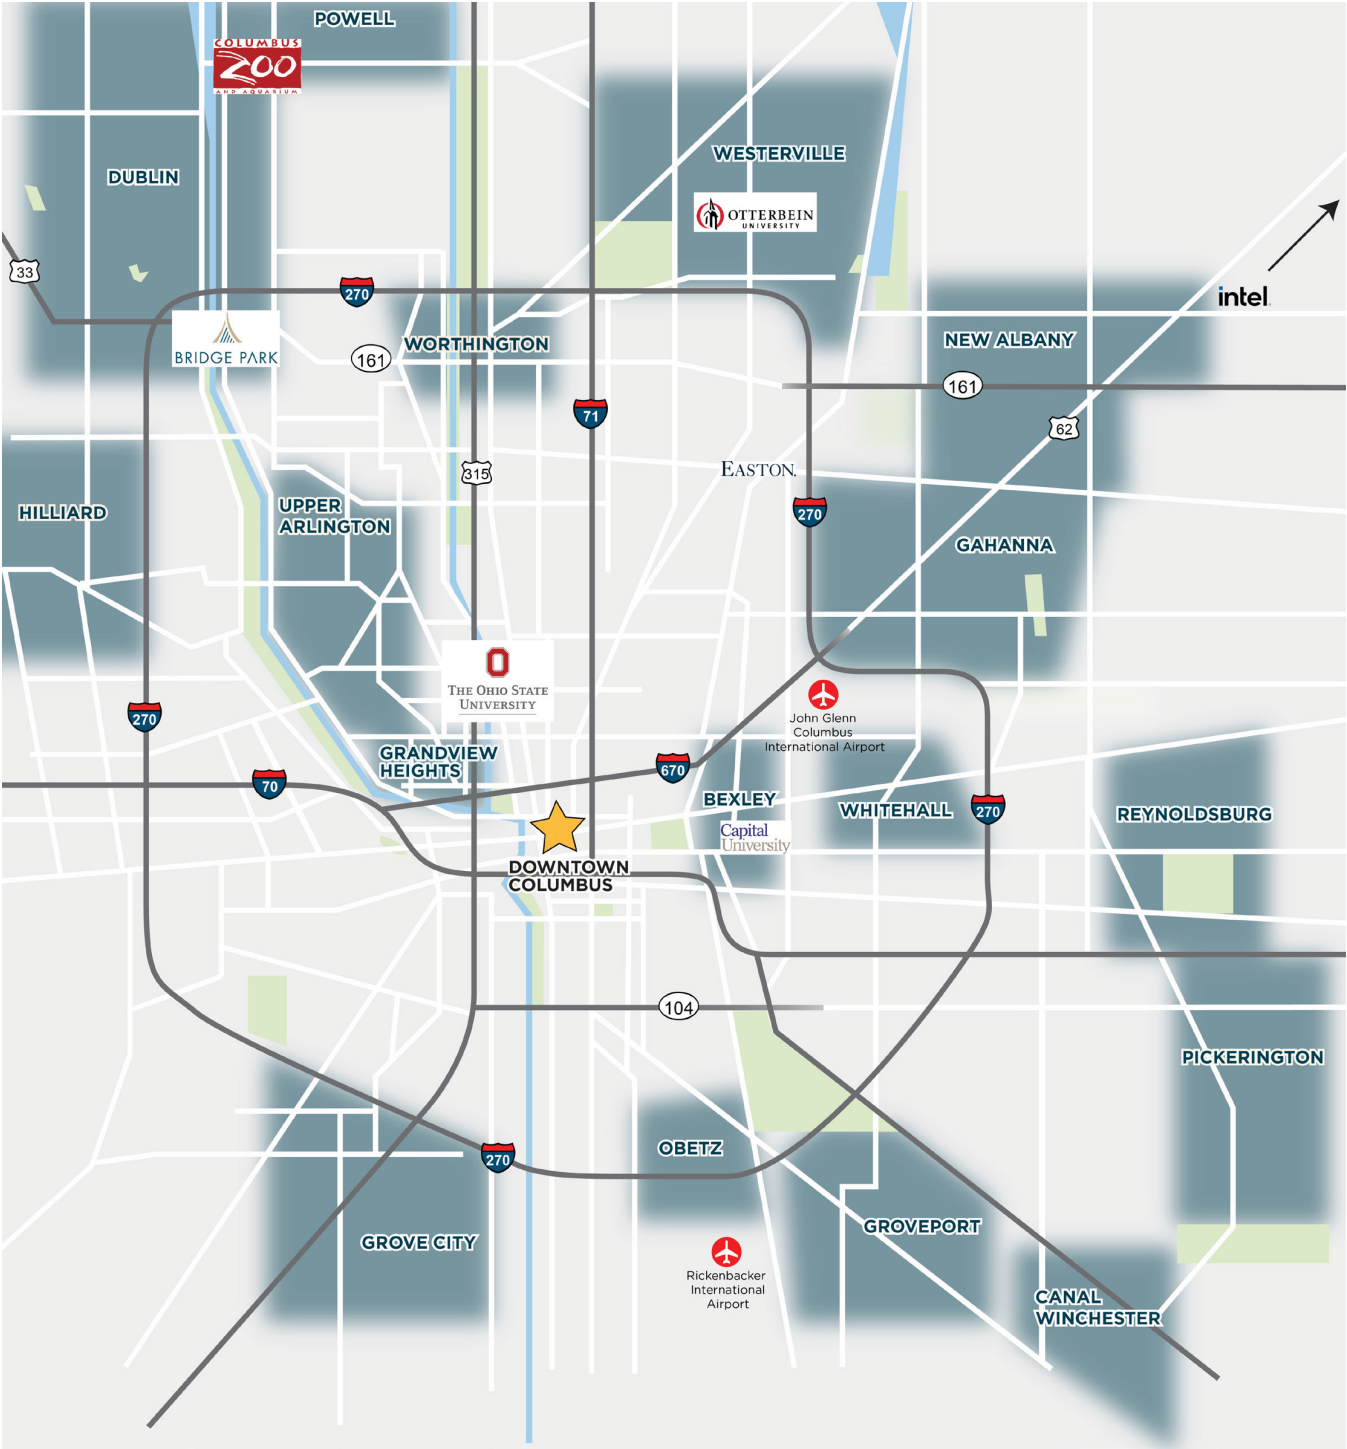 POWELL
COLUMBUS
ZOO
AND AQUARIUM
WESTERVILLE
DUBLIN
OTTERBEIN
UNIVERSITY
33
270
intel
BRIDGE PARK
WORTHINGTON
161
NEW ALBANY
161
71
62
EASTON.
315
UPPER
ARLINGTON
HILLIARD
270
GAHANNA
THE OHIO STATE
UNIVERSITY
270
John Glenn
Columbus
International Airport
GRANDVIEW
HEIGHTS
670
70
BEXLEY
WHITEHALL
270
REYNOLDSBURG
Capital
University
DOWNTOWN
COLUMBUS
104
PICKERINGTON
OBETZ
270
GROVEPORT
GROVE CITY
Rickenbacker
International
Airport
CANAL
WINCHESTER